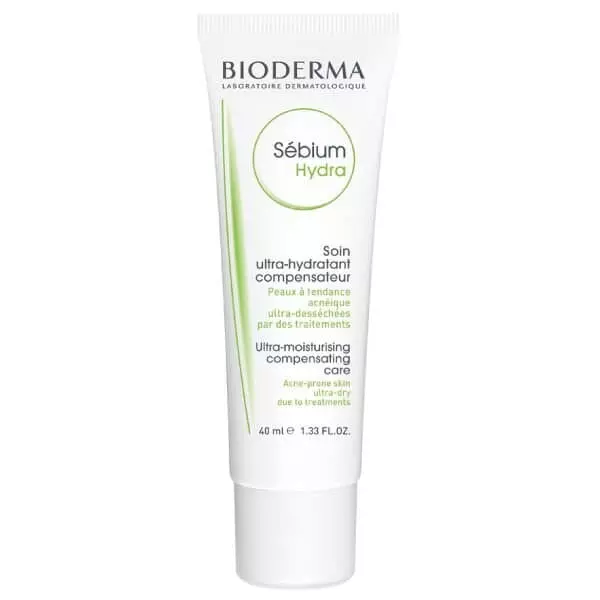 BIODERMA
LABORATOIRE DERMATOLOGIQUE
Sébium
Hydra
Soin
ultra-hydratant
compensateur
Peaux à tendance
acnéique
ultra-desséchées
par des traitements
Ultra-moisturising
compensating
care
Acne-prone skin
ultra-dry
due to treatments
40 ml ℮ 1.33 FL.OZ.